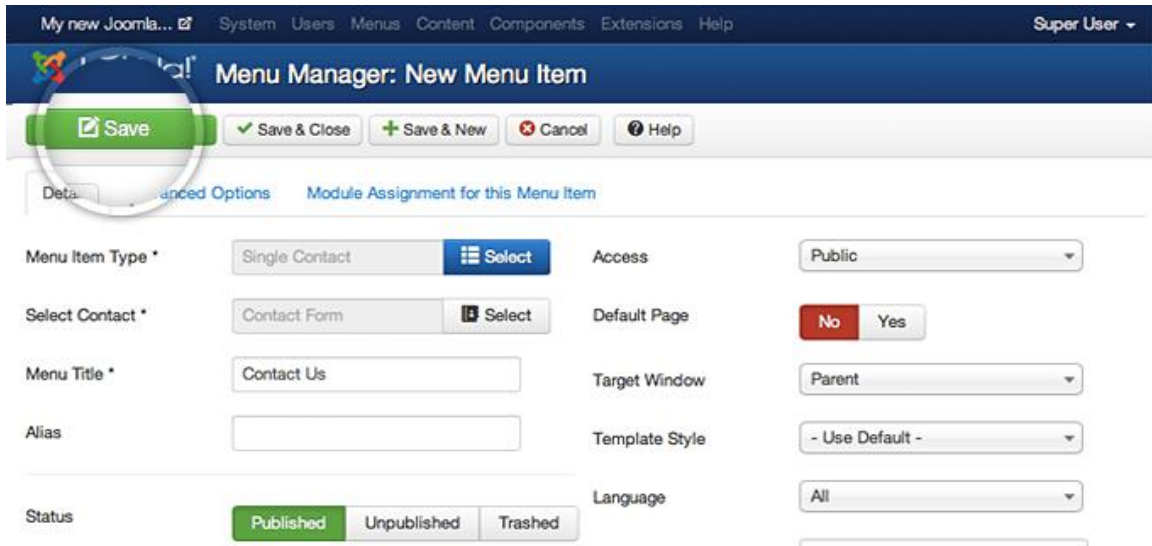 My new Joomla... System Users Menus Content Components Extensions Help Super User
Menu Manager: New Menu Item
Save Save & Close Save & New Cancel Help
Options Module Assignment for this Menu Item
Menu Item Type * Single Contact Select
Access Public
Select Contact * Contact Form Select
Default Page No Yes
Menu Title * Contact Us
Target Window Parent
Alias
Template Style - Use Default -
Language All
Status Published Unpublished Trashed